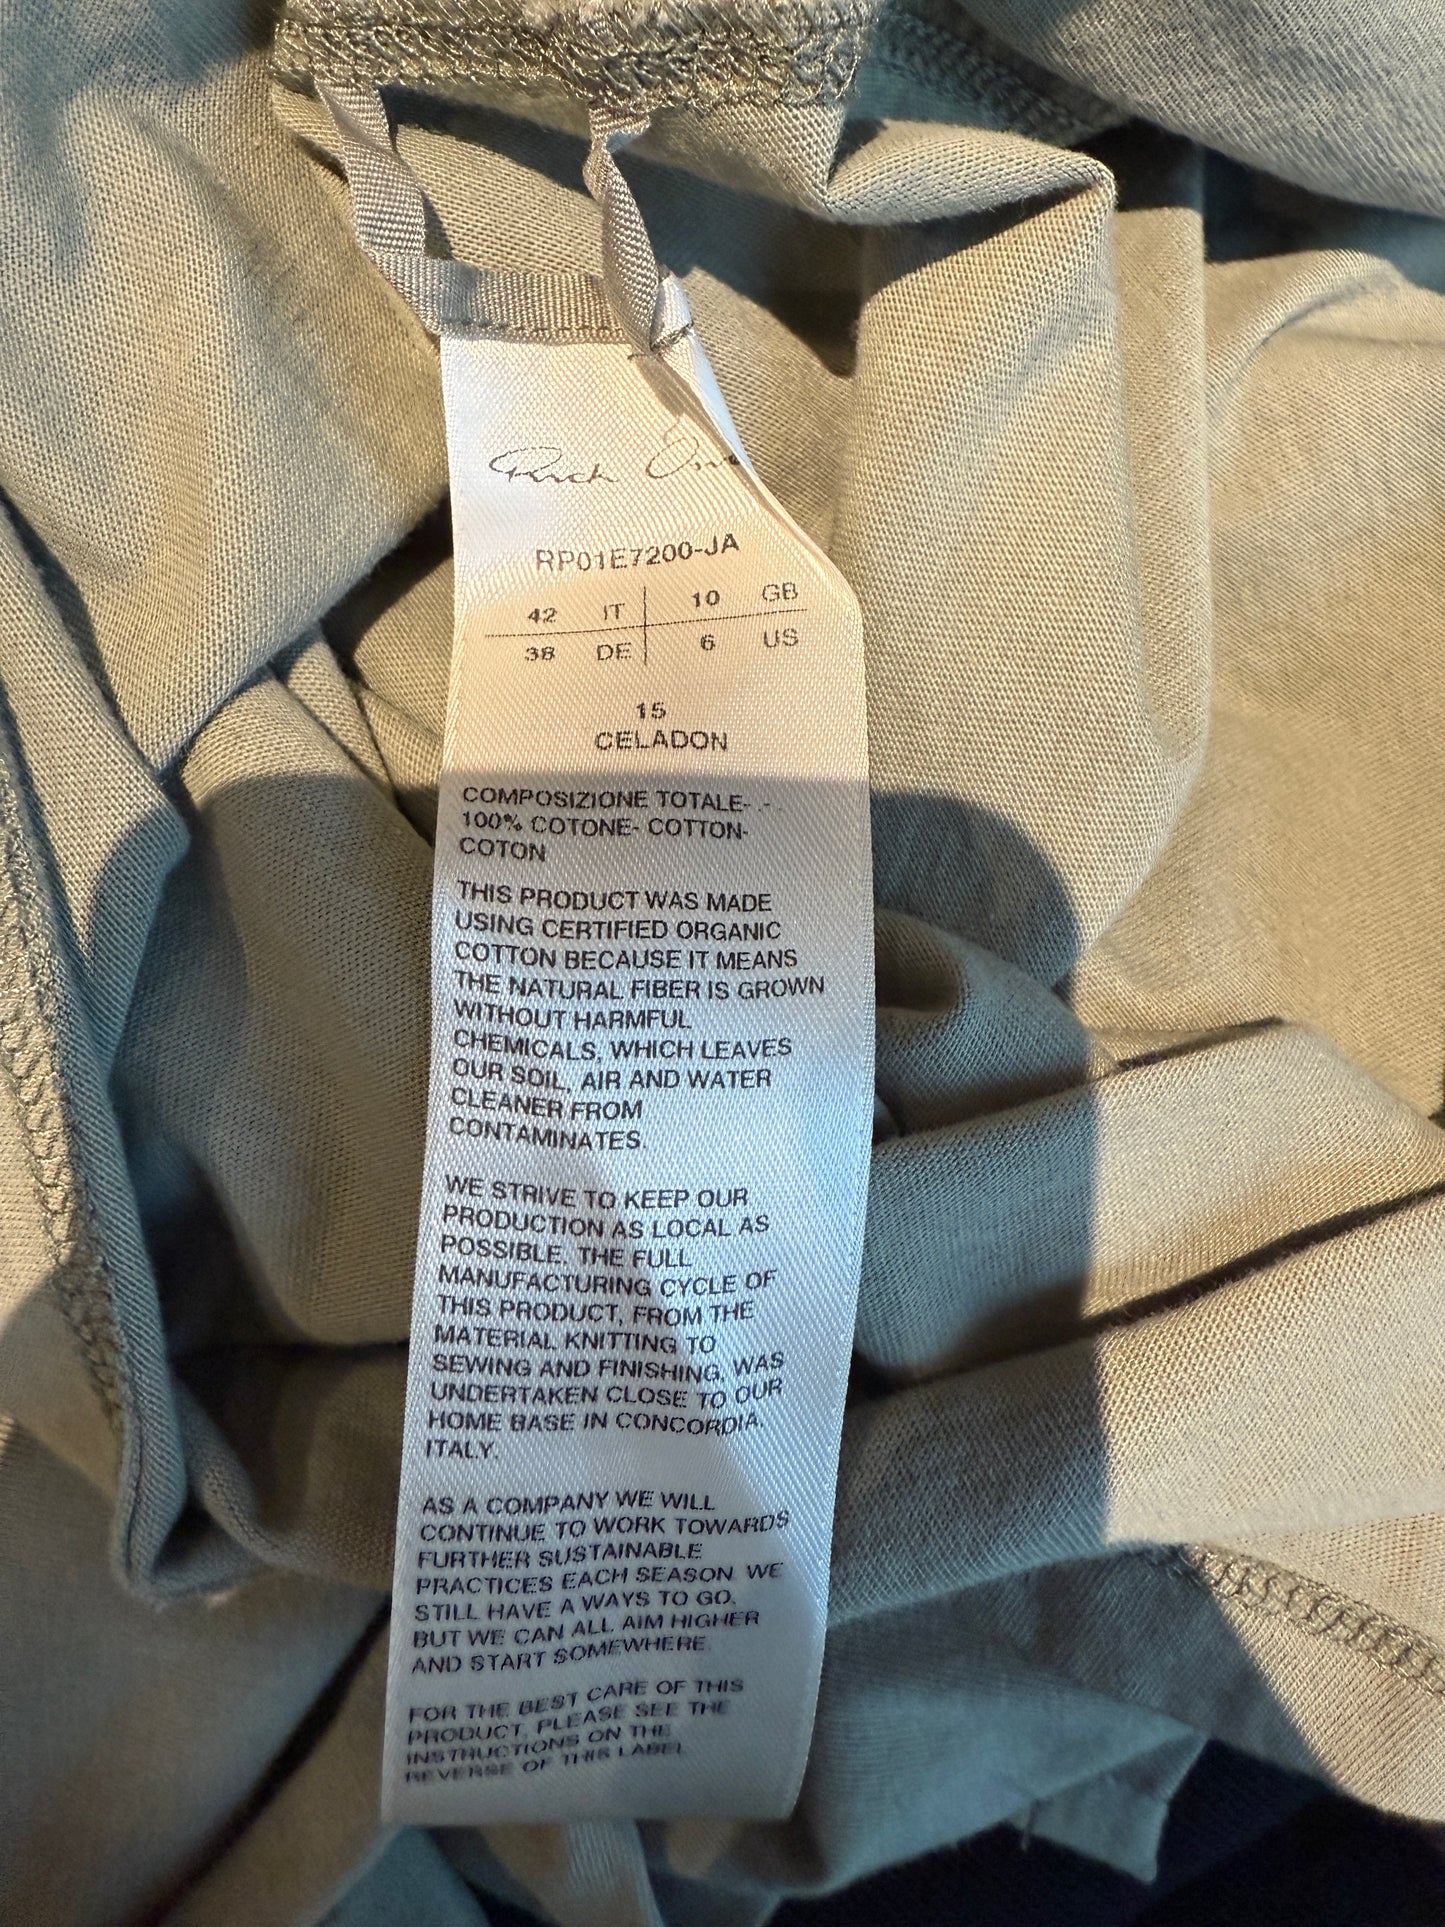 Rick
RP01E7200-JA
42 IT 10 GB
38 DE 6 US
15
CELADON
COMPOSIZIONE TOTALE- -
100% COTONE- COTTON-
COTON
THIS PRODUCT WAS MADE
USING CERTIFIED ORGANIC
COTTON BECAUSE IT MEANS
THE NATURAL FIBER IS GROWN
WITHOUT HARMFUL
CHEMICALS, WHICH LEAVES
OUR SOIL, AIR AND WATER
CLEANER FROM
CONTAMINATES.
WE STRIVE TO KEEP OUR
PRODUCTION AS LOCAL AS
POSSIBLE. THE FULL
MANUFACTURING CYCLE OF
THIS PRODUCT, FROM THE
MATERIAL KNITTING TO
SEWING AND FINISHING, WAS
UNDERTAKEN CLOSE TO OUR
HOME BASE IN CONCORDIA,
ITALY.
AS A COMPANY WE WILL
CONTINUE TO WORK TOWARDS
FURTHER SUSTAINABLE
PRACTICES EACH SEASON. WE
STILL HAVE A WAYS TO GO,
BUT WE CAN ALL AIM HIGHER
AND START SOMEWHERE.
FOR THE BEST CARE OF THIS
PRODUCT, PLEASE SEE THE
INSTRUCTIONS ON THE
REVERSE OF THIS LABEL